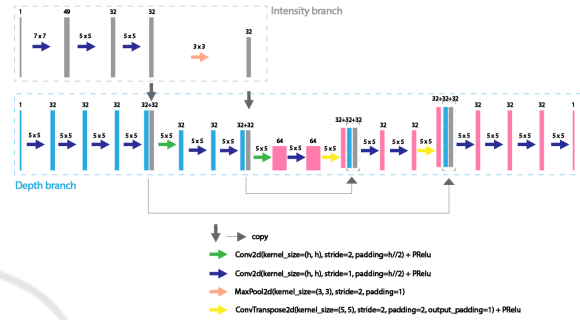 Intensity branch
1 49 32 32
7 x 7 5 x 5 5 x 5
3 x 3
32
1 32 32 32 32+32
5 x 5 5 x 5 5 x 5 5 x 5
5 x 5 32 5 x 5 32 5 x 5 32+32
5 x 5 64 5 x 5 64 5 x 5
32+32+32 5 x 5 32 5 x 5 32 5 x 5
32+32+32 5 x 5 32 5 x 5 32 5 x 5 32 5 x 5 1
Depth branch
copy
Conv2d(kernel_size=(h, h), stride=2, padding=h//2) + PRelu
Conv2d(kernel_size=(h, h), stride=1, padding=h//2) + PRelu
MaxPool2d(kernel_size=(3, 3), stride=2, padding=1)
ConvTranspose2d(kernel_size=(5, 5), stride=2, padding=2, output_padding=1) + PRelu